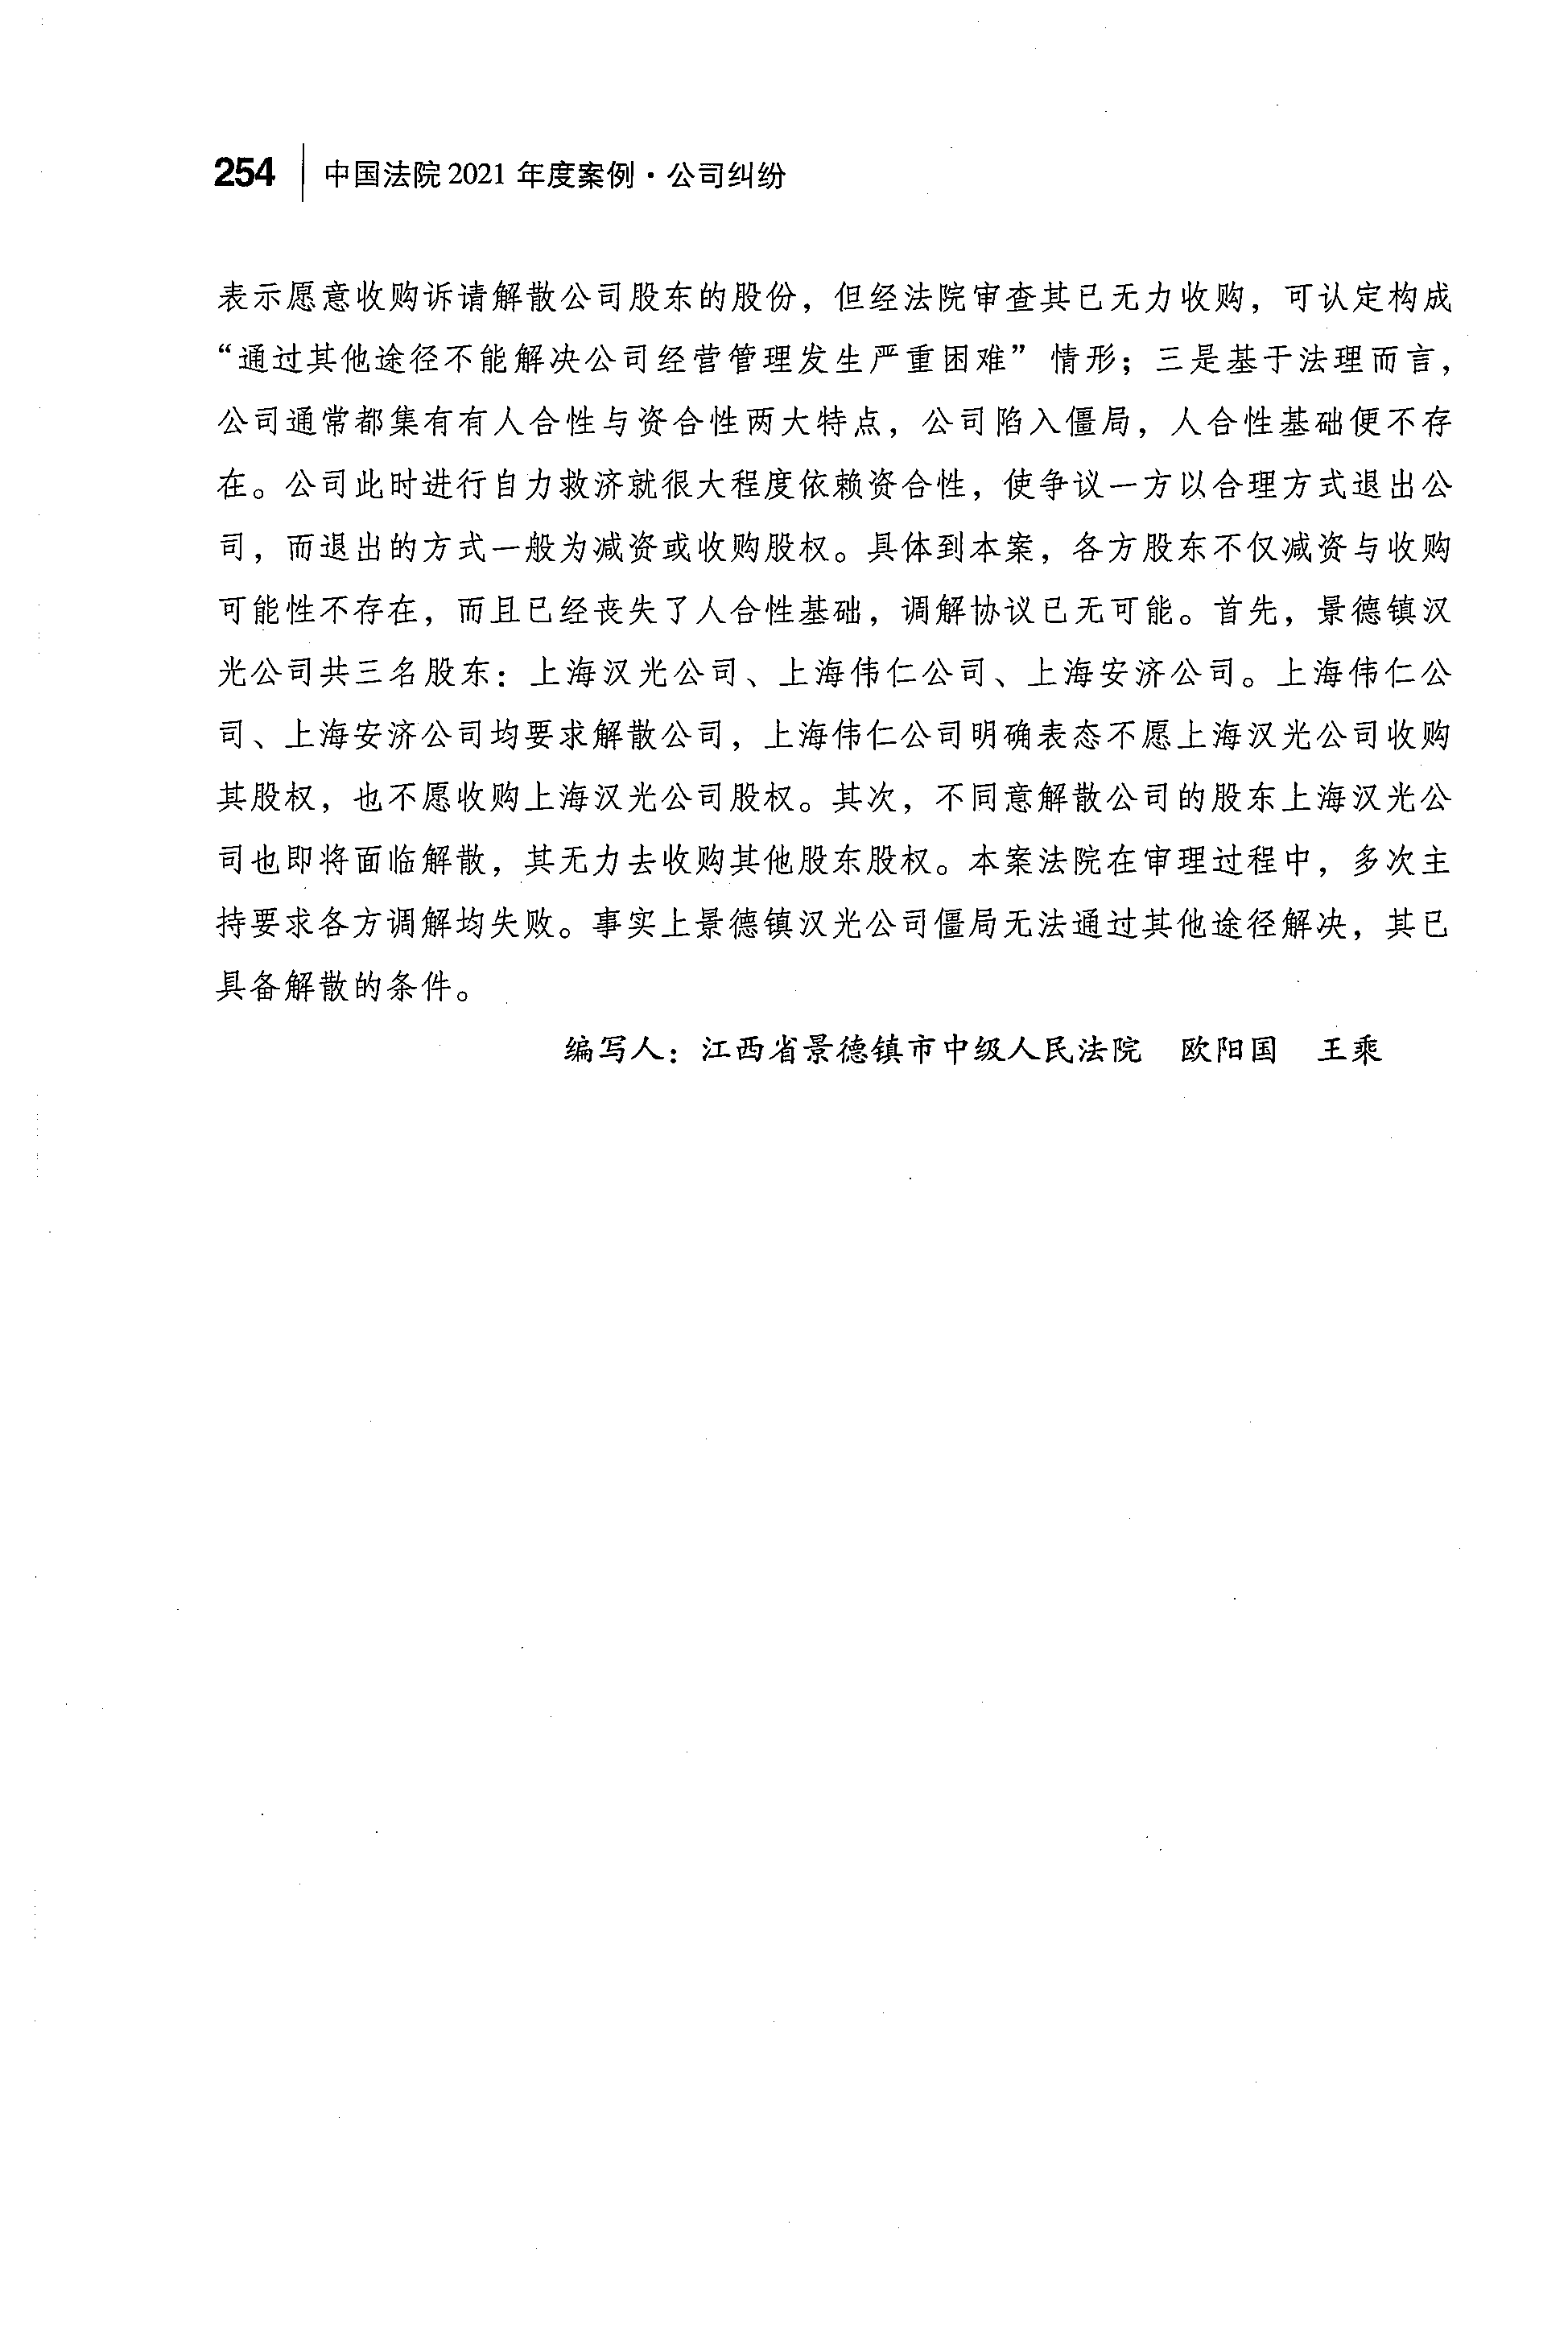 254 中国法院2021年度案例·公司纠纷
表示愿意收购诉请解散公司股东的股份，但经法院审查其已无力收购，可认定构成
“通过其他途径不能解决公司经营管理发生严重困难”情形；三是基于法理而言，
公司通常都集有有人合性与资合性两大特点，公司陷入僵局，人合性基础便不存
在。公司此时进行自力救济就很大程度依赖资合性，使争议一方以合理方式退出公
司，而退出的方式一般为减资或收购股权。具体到本案，各方股东不仅减资与收购
可能性不存在，而且已经丧失了人合性基础，调解协议已无可能。首先，景德镇汉
光公司共三名股东：上海汉光公司、上海伟仁公司、上海安济公司。上海伟仁公
司、上海安济公司均要求解散公司，上海伟仁公司明确表态不愿上海汉光公司收购
其股权，也不愿收购上海汉光公司股权。其次，不同意解散公司的股东上海汉光公
司也即将面临解散，其无力去收购其他股东股权。本案法院在审理过程中，多次主
持要求各方调解均失败。事实上景德镇汉光公司僵局无法通过其他途径解决，其已
具备解散的条件。
编写人：江西省景德镇市中级人民法院 欧阳国 王乘